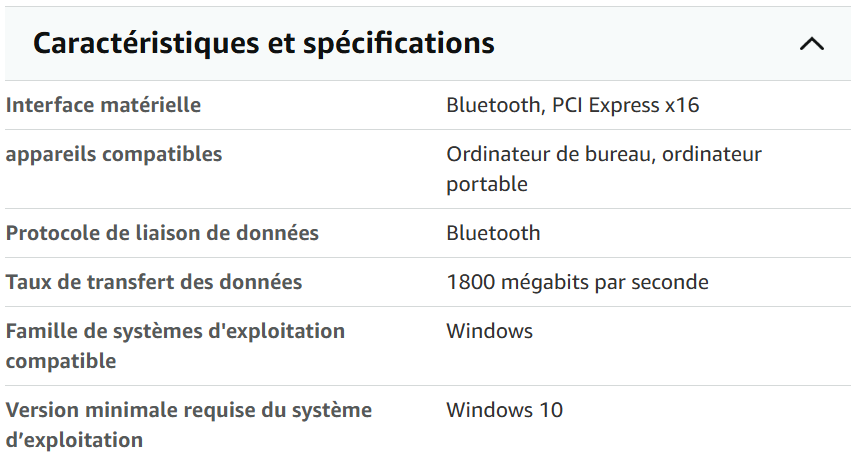 Caractéristiques et spécifications
Interface matérielle
Bluetooth, PCI Express x16
appareils compatibles
Ordinateur de bureau, ordinateur
portable
Protocole de liaison de données
Bluetooth
Taux de transfert des données
1800 mégabits par seconde
Famille de systèmes d'exploitation
compatible
Windows
Version minimale requise du système
d’exploitation
Windows 10